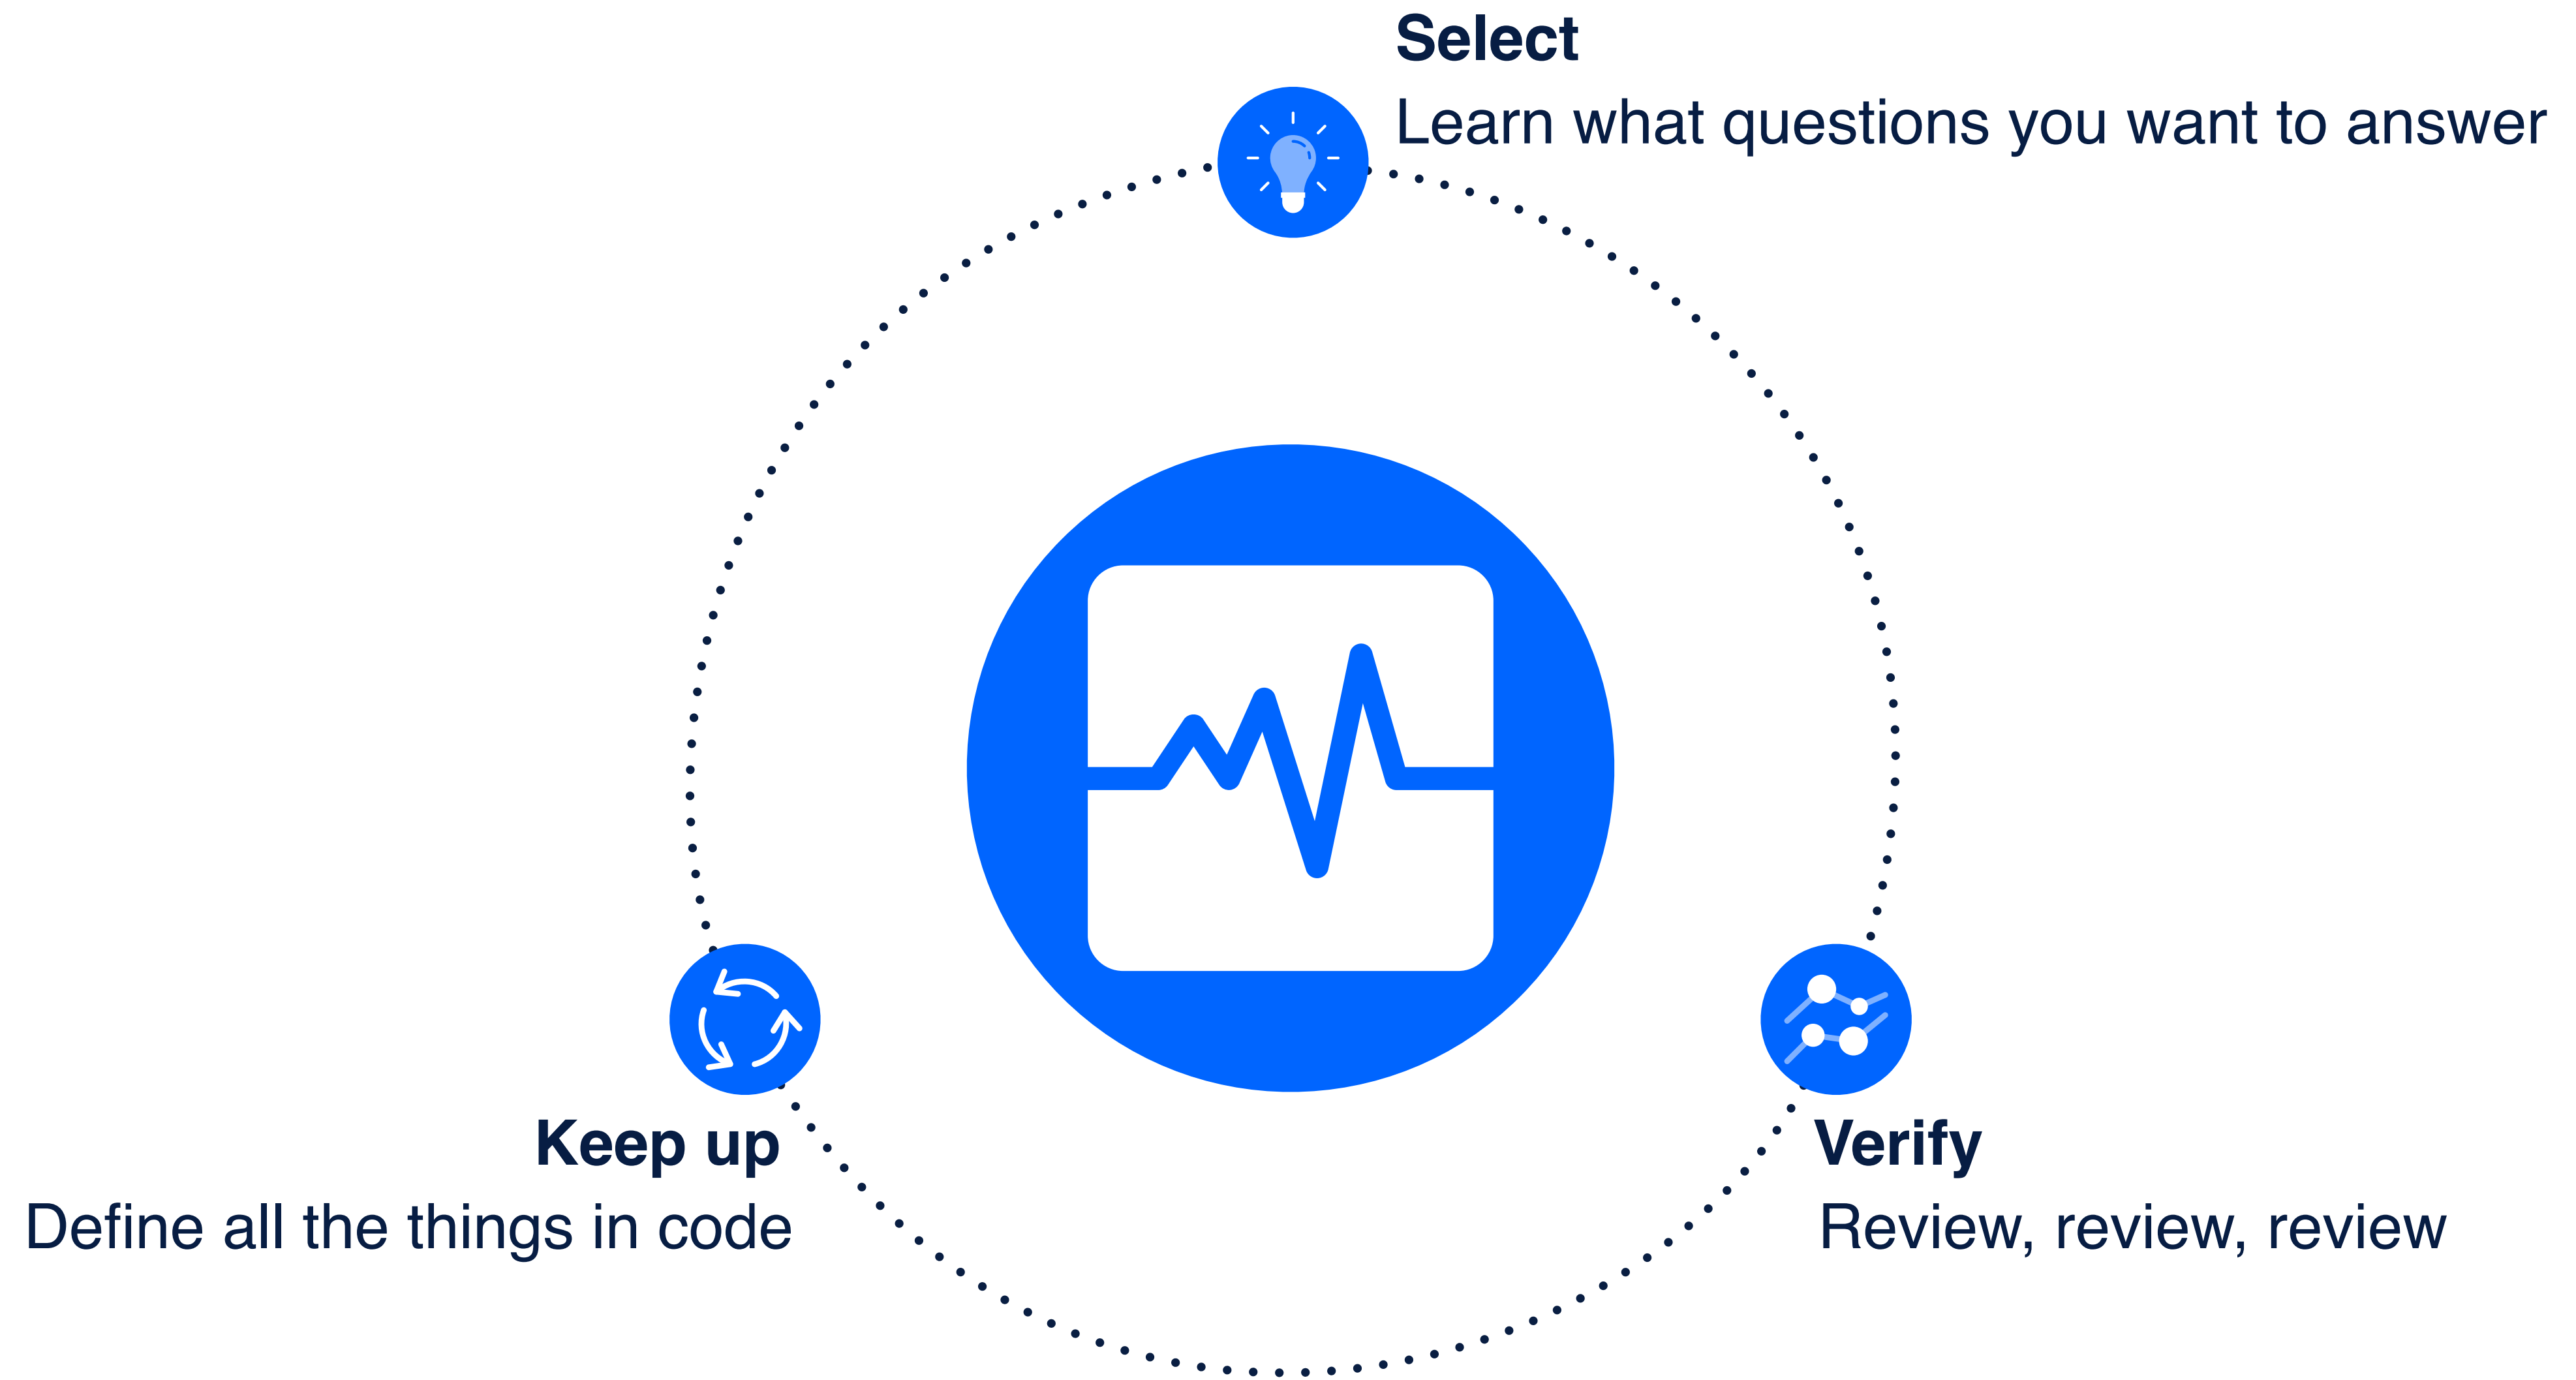 Select
Learn what questions you want to answer
Keep up
Define all the things in code
Verify
Review, review, review